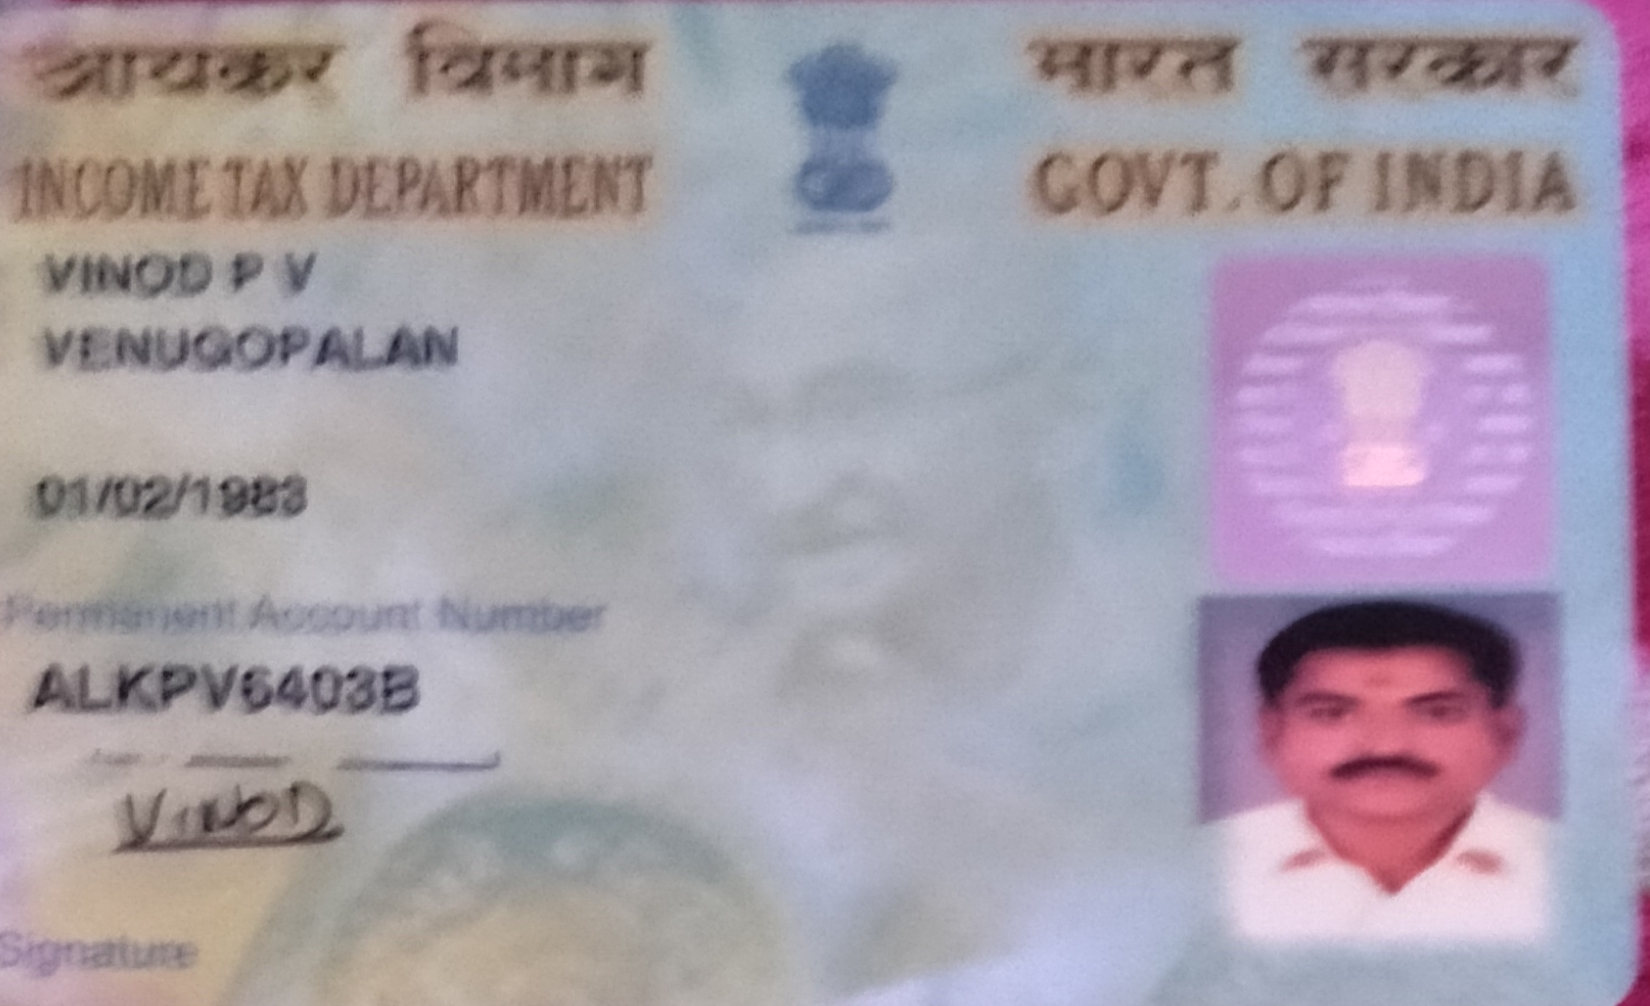 आयकर विभाग
भारत सरकार
INCOME TAX DEPARTMENT
GOVT. OF INDIA
VINOD P V
VENUGOPALAN
01/02/1983
Permanent Account Number
ALKPV6403B
VINOD
Signature